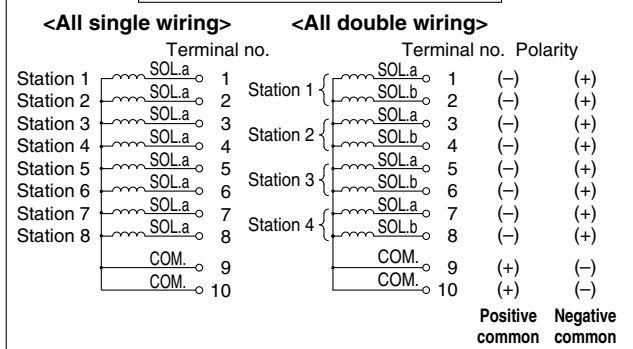 <All single wiring> <All double wiring>
Terminal no. Terminal no. Polarity
Station 1 SOL.a 1 Station 1 SOL.a 1 (–) (+)
Station 2 SOL.a 2 SOL.b 2 (–) (+)
Station 3 SOL.a 3 Station 2 SOL.a 3 (–) (+)
Station 4 SOL.a 4 SOL.b 4 (–) (+)
Station 5 SOL.a 5 Station 3 SOL.a 5 (–) (+)
Station 6 SOL.a 6 SOL.b 6 (–) (+)
Station 7 SOL.a 7 Station 4 SOL.a 7 (–) (+)
Station 8 SOL.a 8 SOL.b 8 (–) (+)
COM. 9 COM. 9 (+) (–)
COM. 10 COM. 10 (+) (–)
Positive Negative
common common